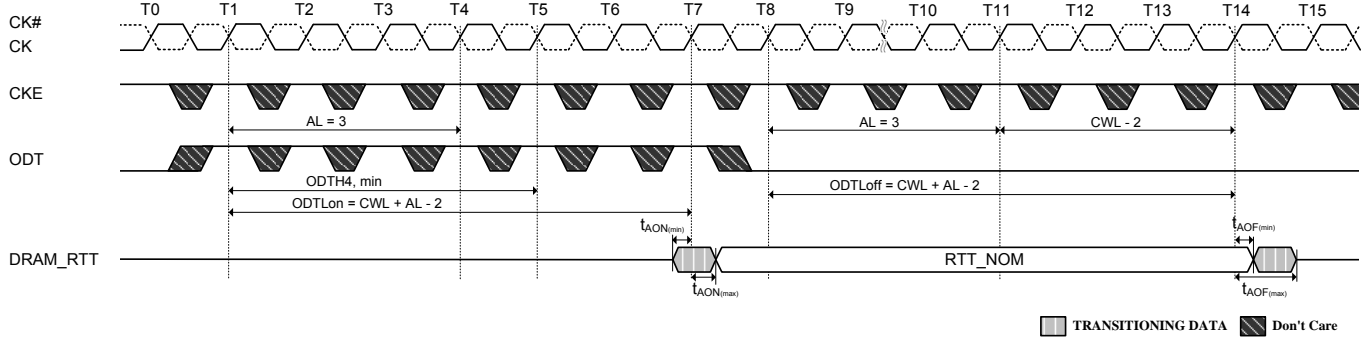 T0 T1 T2 T3 T4 T5 T6 T7 T8 T9 T10 T11 T12 T13 T14 T15
CK#
CK
CKE
AL = 3 AL = 3 CWL - 2
ODT
ODTH4, min ODTLoff = CWL + AL - 2
ODTLon = CWL + AL - 2
tAON(min) tAOF(min)
DRAM_RTT RTT_NOM
tAON(max) tAOF(max)
TRANSITIONING DATA Don't Care